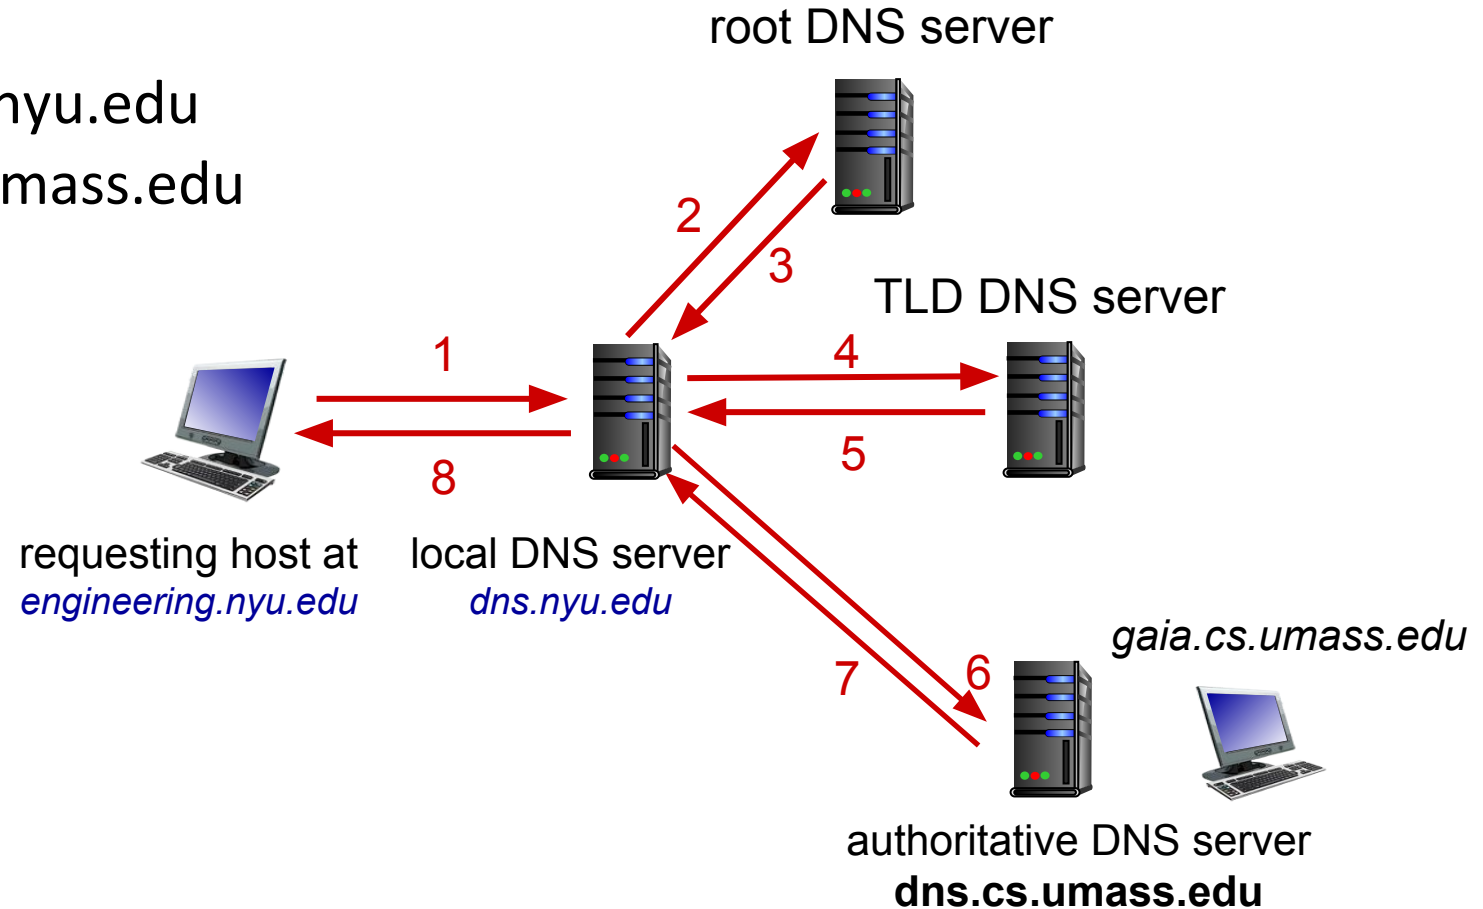 root DNS server
nyu.edu
mass.edu
2
3
TLD DNS server
1
4
8
5
requesting host at
engineering.nyu.edu
local DNS server
dns.nyu.edu
gaia.cs.umass.edu
7
6
authoritative DNS server
dns.cs.umass.edu